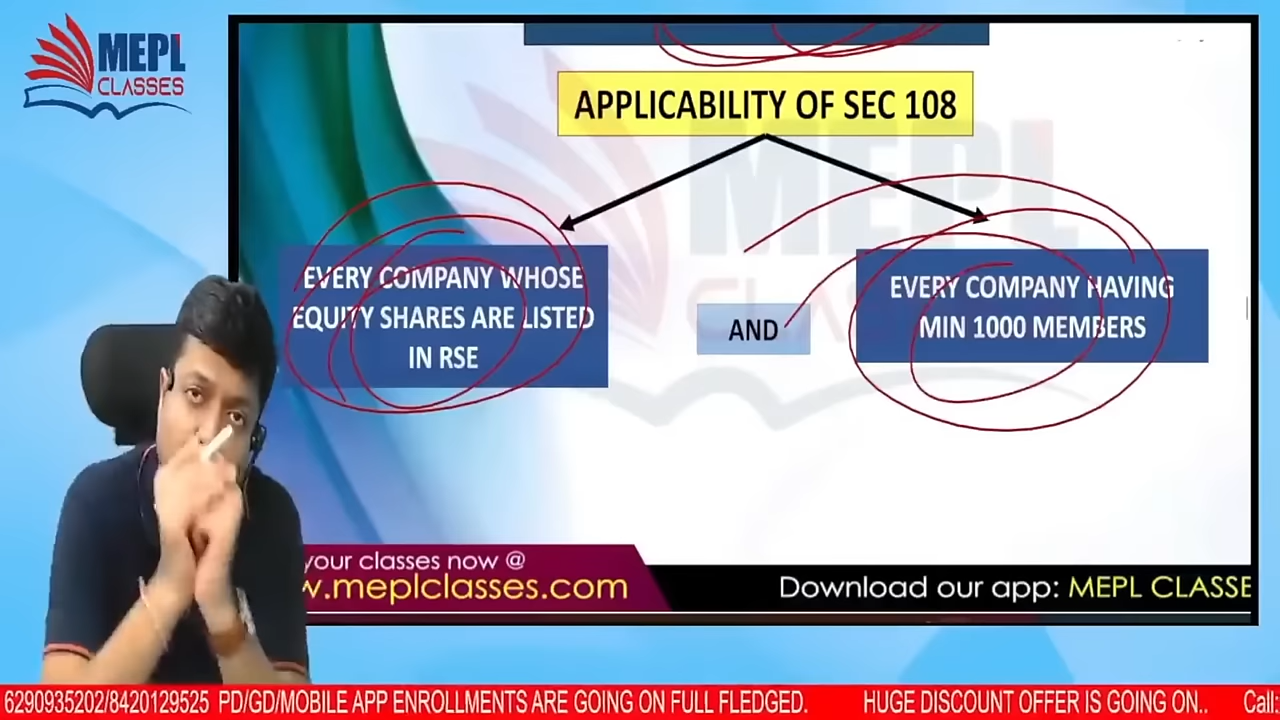 MEPL
CLASSES
APPLICABILITY OF SEC 108
EVERY COMPANY WHOSE
EQUITY SHARES ARE LISTED
IN RSE
AND
EVERY COMPANY HAVING
MIN 1000 MEMBERS
MEPL
your classes now @
w.meplclasses.com
Download our app: MEPL CLASSE
6290935202/8420129525 PD/GD/MOBILE APP ENROLLMENTS ARE GOING ON FULL FLEDGED. HUGE DISCOUNT OFFER IS GOING ON.. Call: